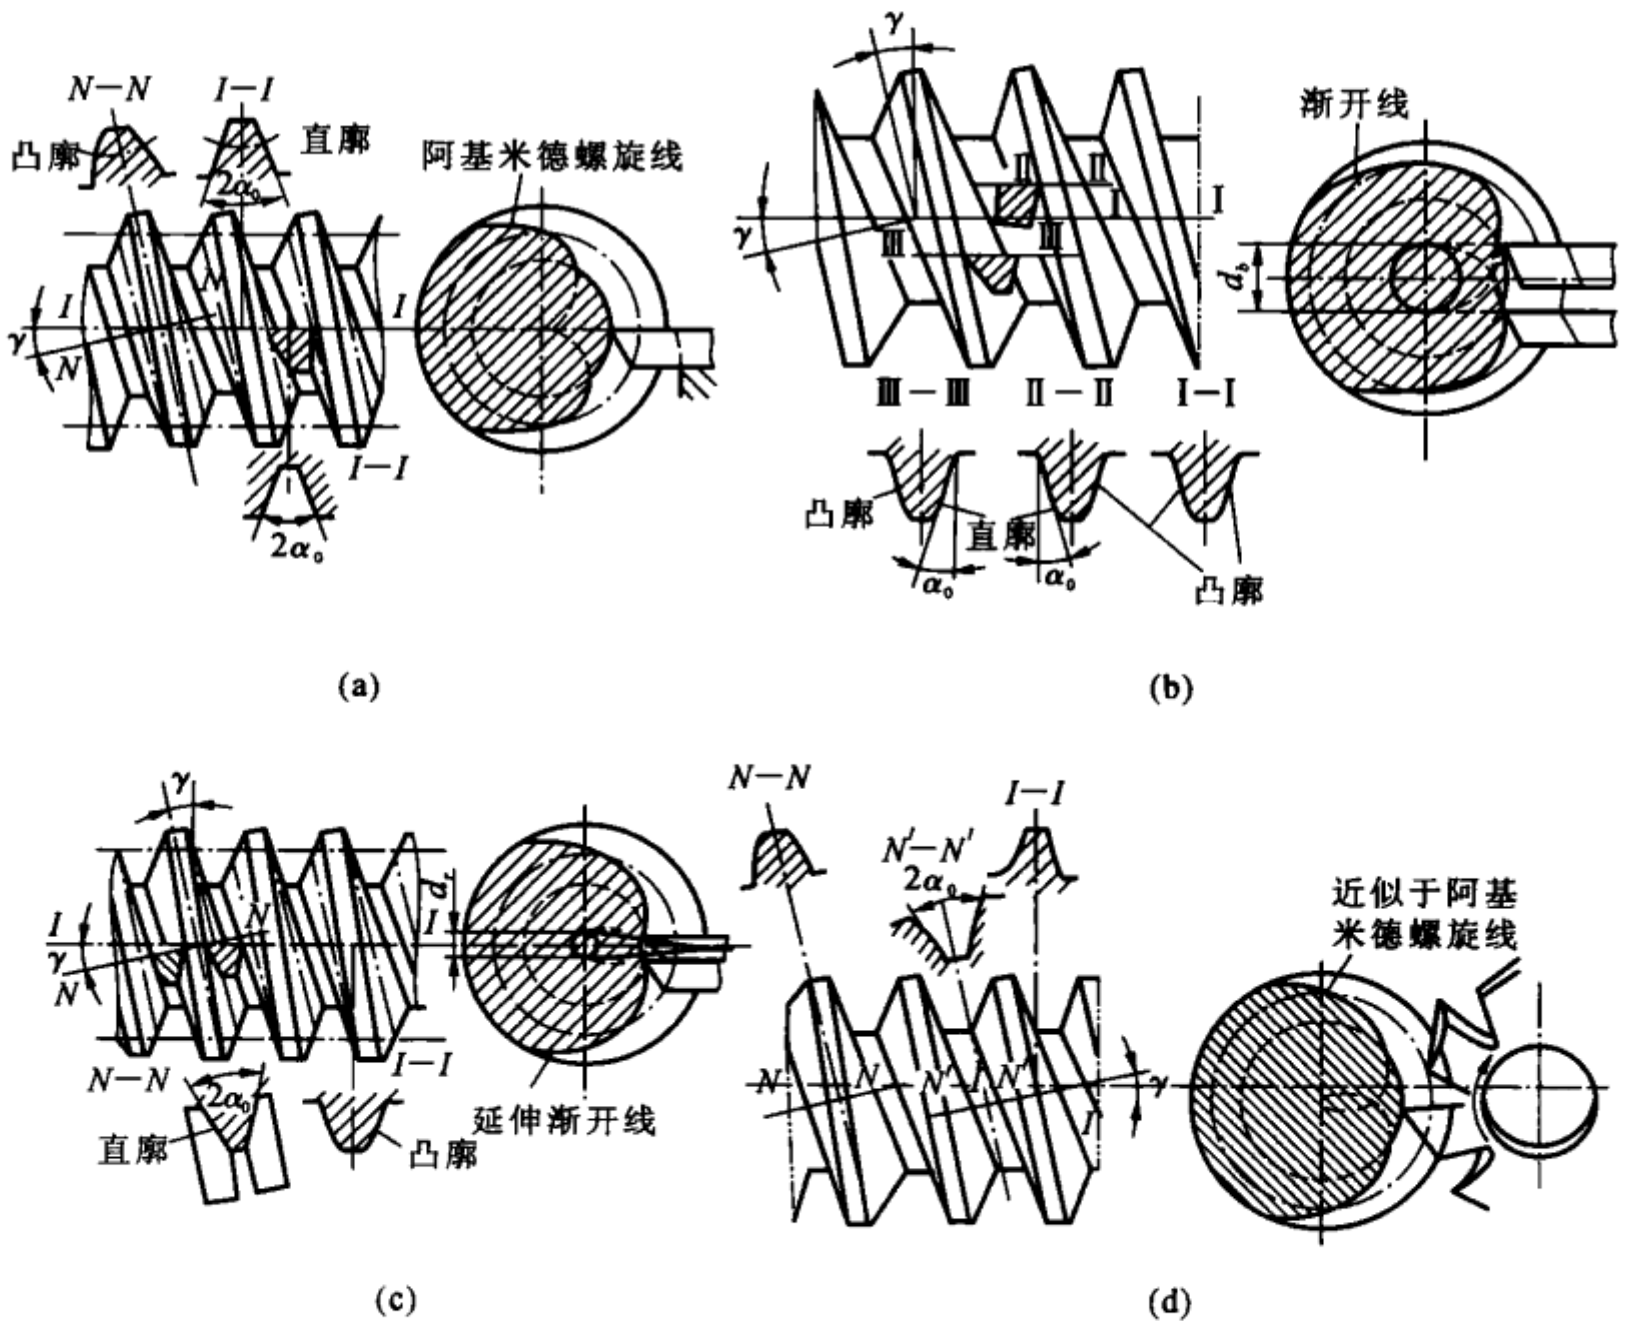 N－N
I－I
凸廓
直廓
2α₀
阿基米德螺旋线
I
I
γ
N
N
I－I
2α₀
(a)
γ
渐开线
Ⅱ
Ⅱ
I
I
γ
Ⅲ
Ⅲ
d_b
Ⅲ－Ⅲ
Ⅱ－Ⅱ
I－I
凸廓
直廓
α₀
α₀
凸廓
(b)
γ
I
I
γ
N
N
N－N
I－I
2α₀
直廓
凸廓
延伸渐开线
(c)
N－N
I－I
N'－N'
2α₀
近似于阿基
米德螺旋线
N
N
N'
I
N'
γ
I
(d)